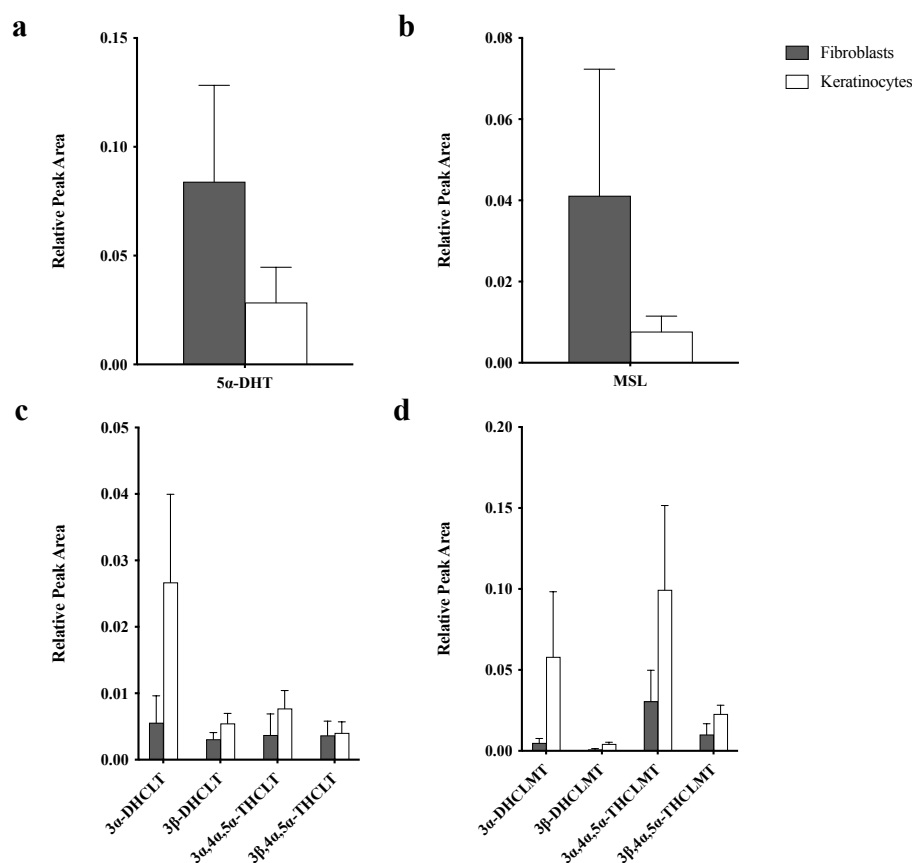 a
Relative Peak Area
0.15
0.10
0.05
0.00
5α-DHT
b
Relative Peak Area
0.08
0.06
0.04
0.02
0.00
MSL
Fibroblasts
Keratinocytes
c
Relative Peak Area
0.05
0.04
0.03
0.02
0.01
0.00
3α-DHCLT
3β-DHCLT
3α,4α,5α-THCLT
3β,4α,5α-THCLT
d
Relative Peak Area
0.20
0.15
0.10
0.05
0.00
3α-DHCLMT
3β-DHCLMT
3α,4α,5α-THCLMT
3β,4α,5α-THCLMT